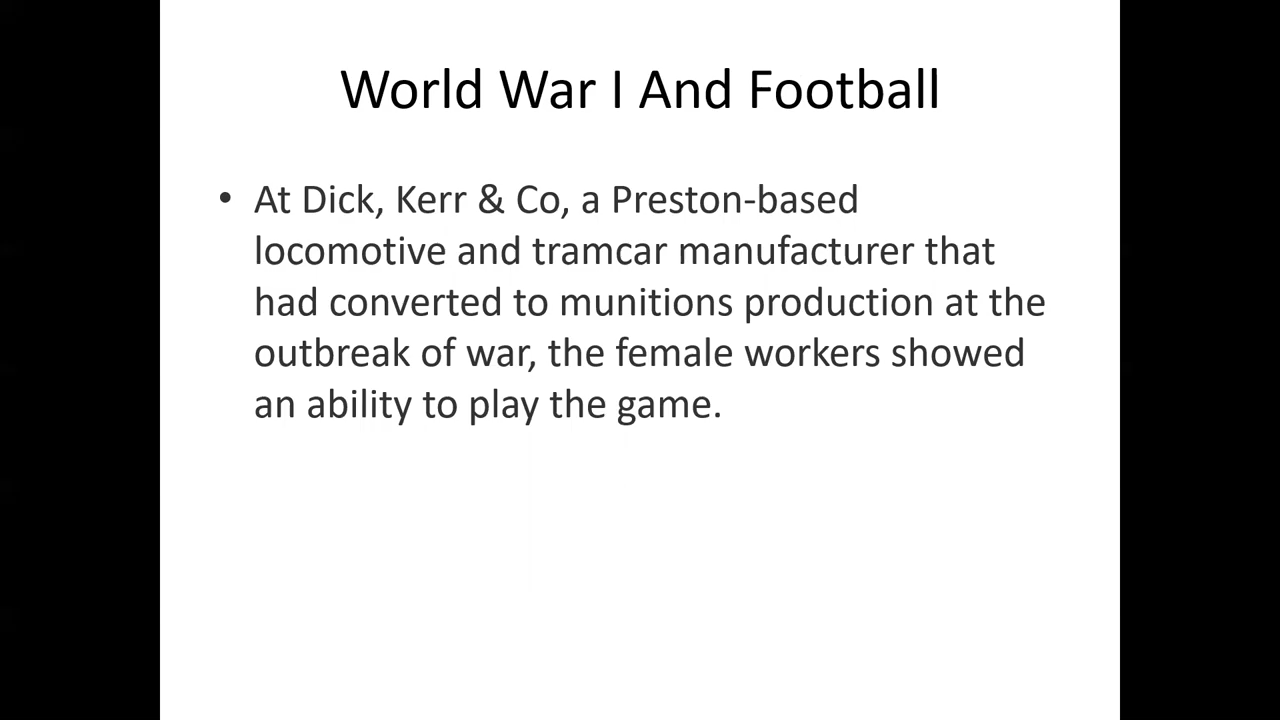 World War I And Football
• At Dick, Kerr & Co, a Preston-based
locomotive and tramcar manufacturer that
had converted to munitions production at the
outbreak of war, the female workers showed
an ability to play the game.